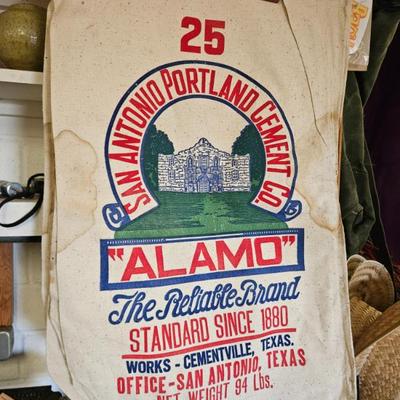 25
SAN ANTONIO PORTLAND CEMENT CO.
"ALAMO"
The Reliable Brand
STANDARD SINCE 1880
WORKS - CEMENTVILLE, TEXAS.
OFFICE - SAN ANTONIO, TEXAS
NET WEIGHT 94 Lbs.